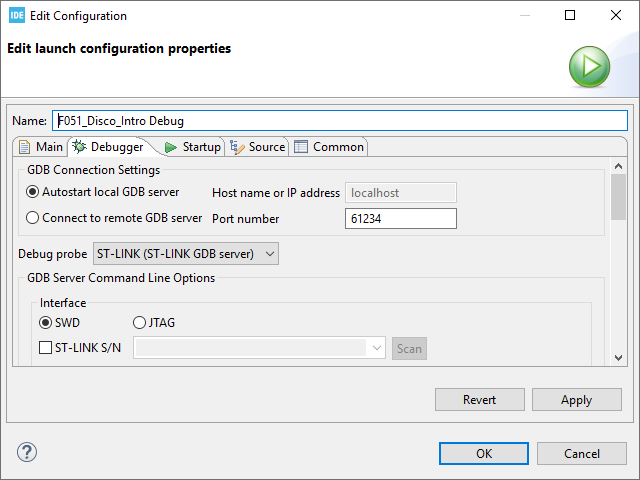 IDE Edit Configuration
Edit launch configuration properties
Name: F051_Disco_Intro Debug
Main Debugger Startup Source Common
GDB Connection Settings
Autostart local GDB server Host name or IP address localhost
Connect to remote GDB server Port number 61234
Debug probe ST-LINK (ST-LINK GDB server)
GDB Server Command Line Options
Interface
SWD JTAG
ST-LINK S/N Scan
Revert Apply
? OK Cancel